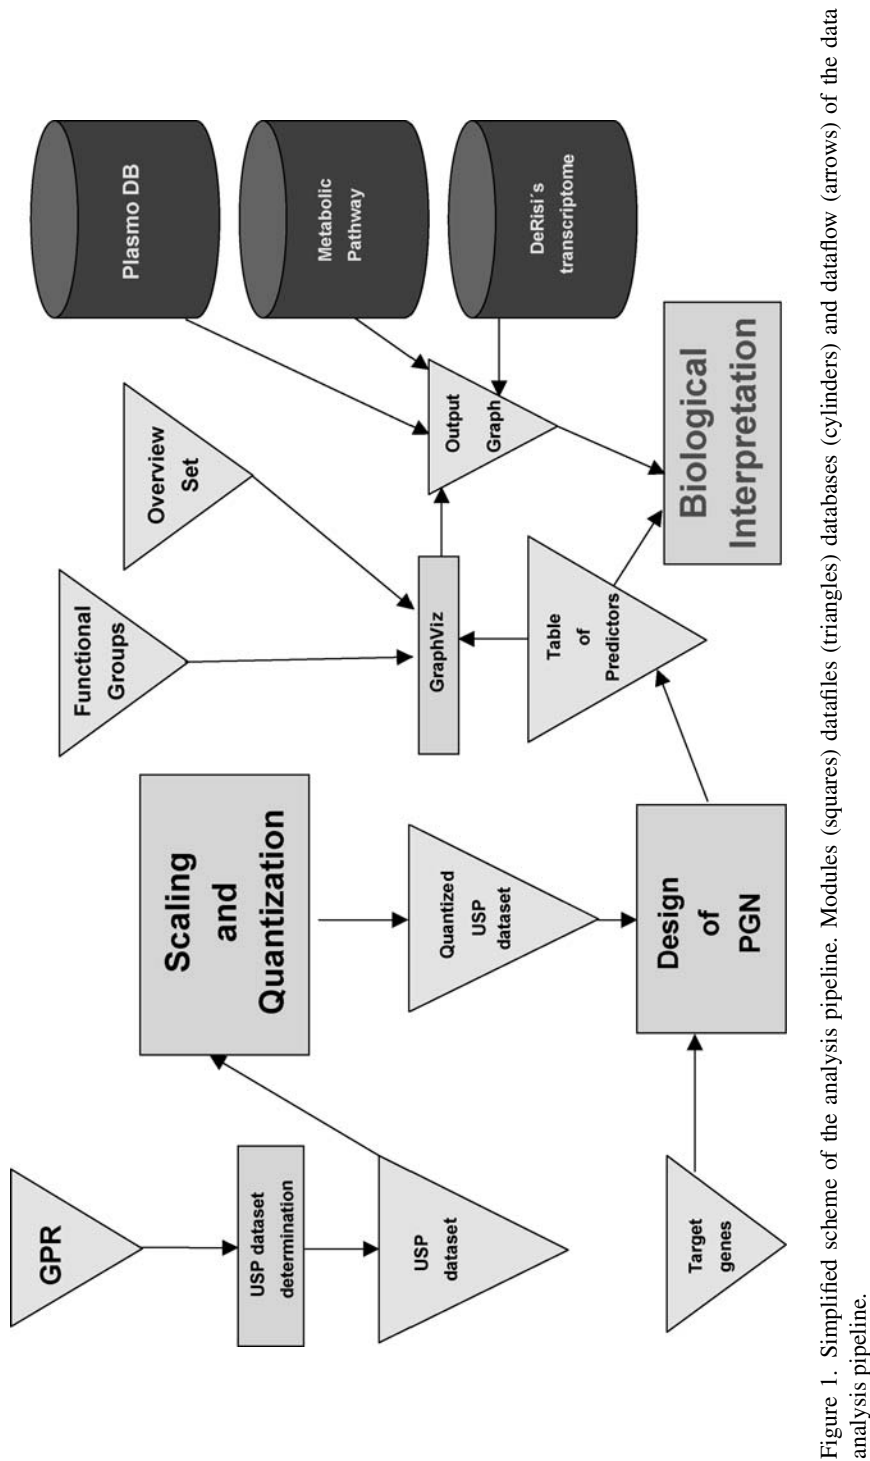 GPR
USP dataset
determination
USP
dataset
Target
genes
Scaling
and
Quantization
Quantized
USP
dataset
Design
of
PGN
Functional
Groups
Overview
Set
GraphViz
Table
of
Predictors
Output
Graph
Plasmo DB
Metabolic
Pathway
DeRisi´s
transcriptome
Biological
Interpretation
Figure 1. Simplified scheme of the analysis pipeline. Modules (squares) datafiles (triangles) databases (cylinders) and dataflow (arrows) of the data
analysis pipeline.